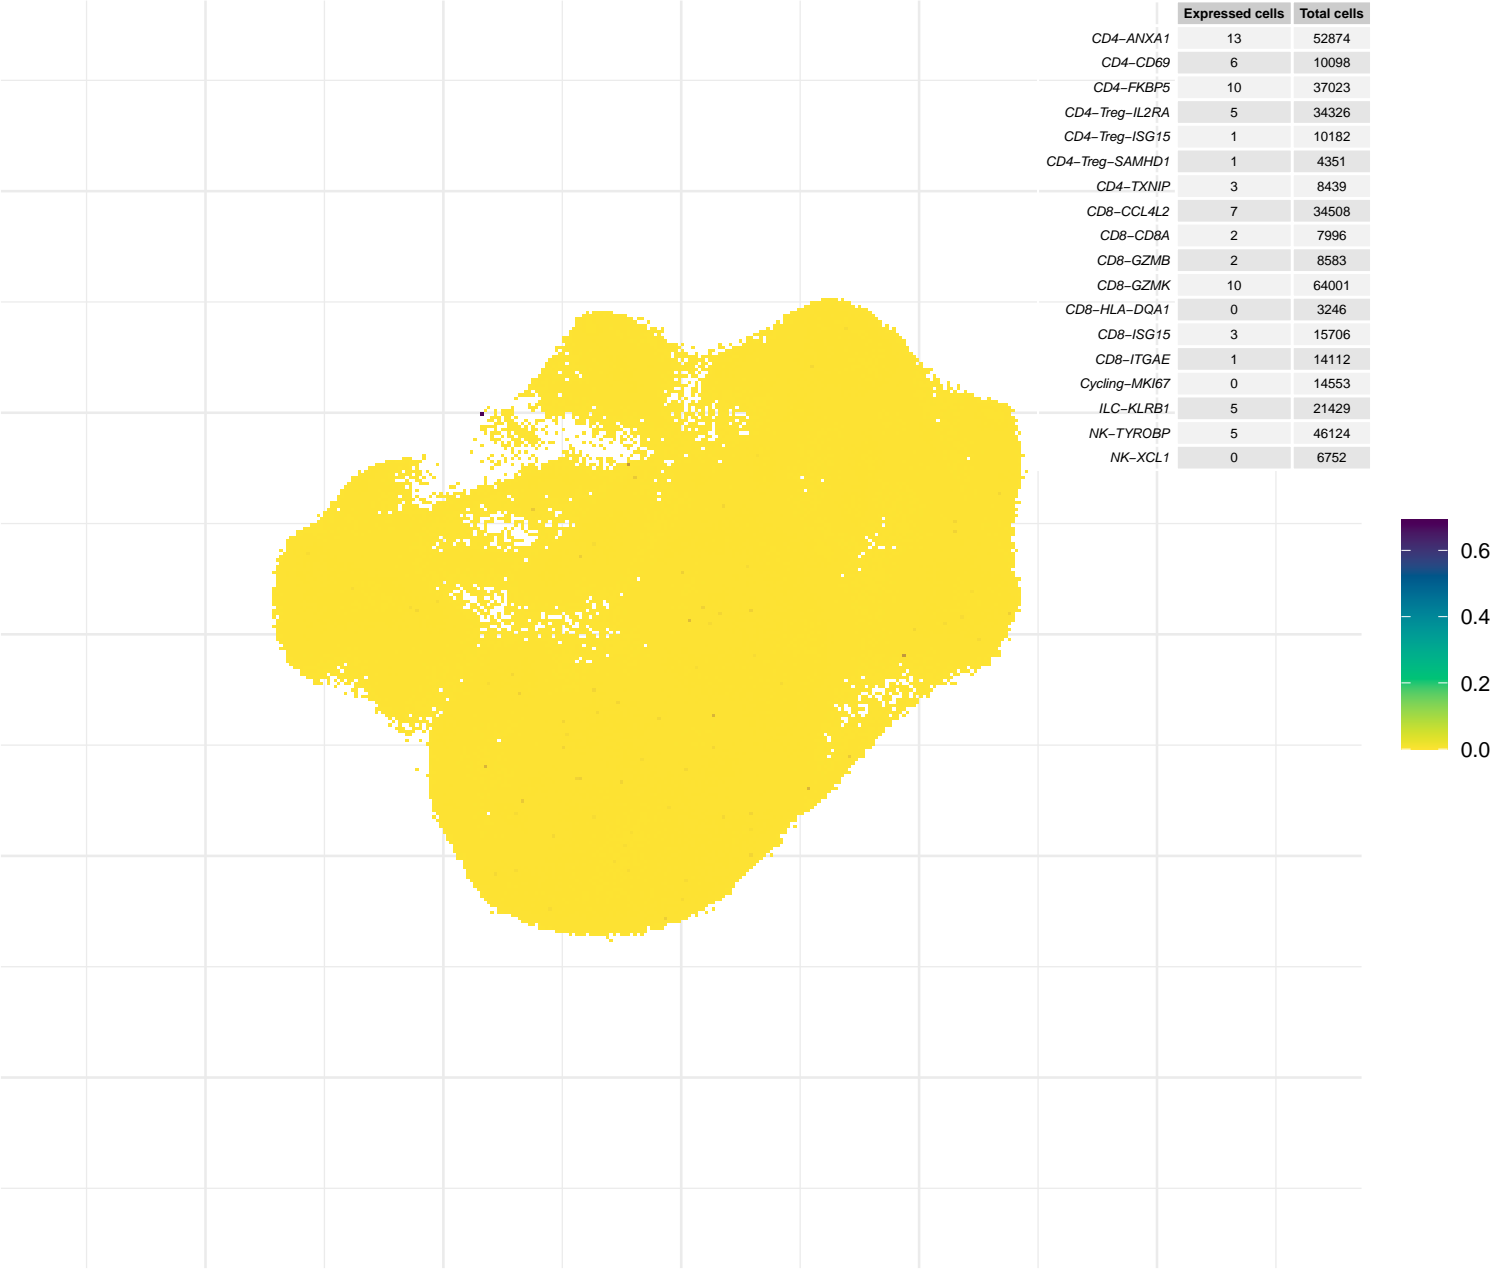 Expressed cells Total cells
CD4−ANXA1 13 52874
CD4−CD69 6 10098
CD4−FKBP5 10 37023
CD4−Treg−IL2RA 5 34326
CD4−Treg−ISG15 1 10182
CD4−Treg−SAMHD1 1 4351
CD4−TXNIP 3 8439
CD8−CCL4L2 7 34508
CD8−CD8A 2 7996
CD8−GZMB 2 8583
CD8−GZMK 10 64001
CD8−HLA−DQA1 0 3246
CD8−ISG15 3 15706
CD8−ITGAE 1 14112
Cycling−MKI67 0 14553
ILC−KLRB1 5 21429
NK−TYROBP 5 46124
NK−XCL1 0 6752
0.6
0.4
0.2
0.0